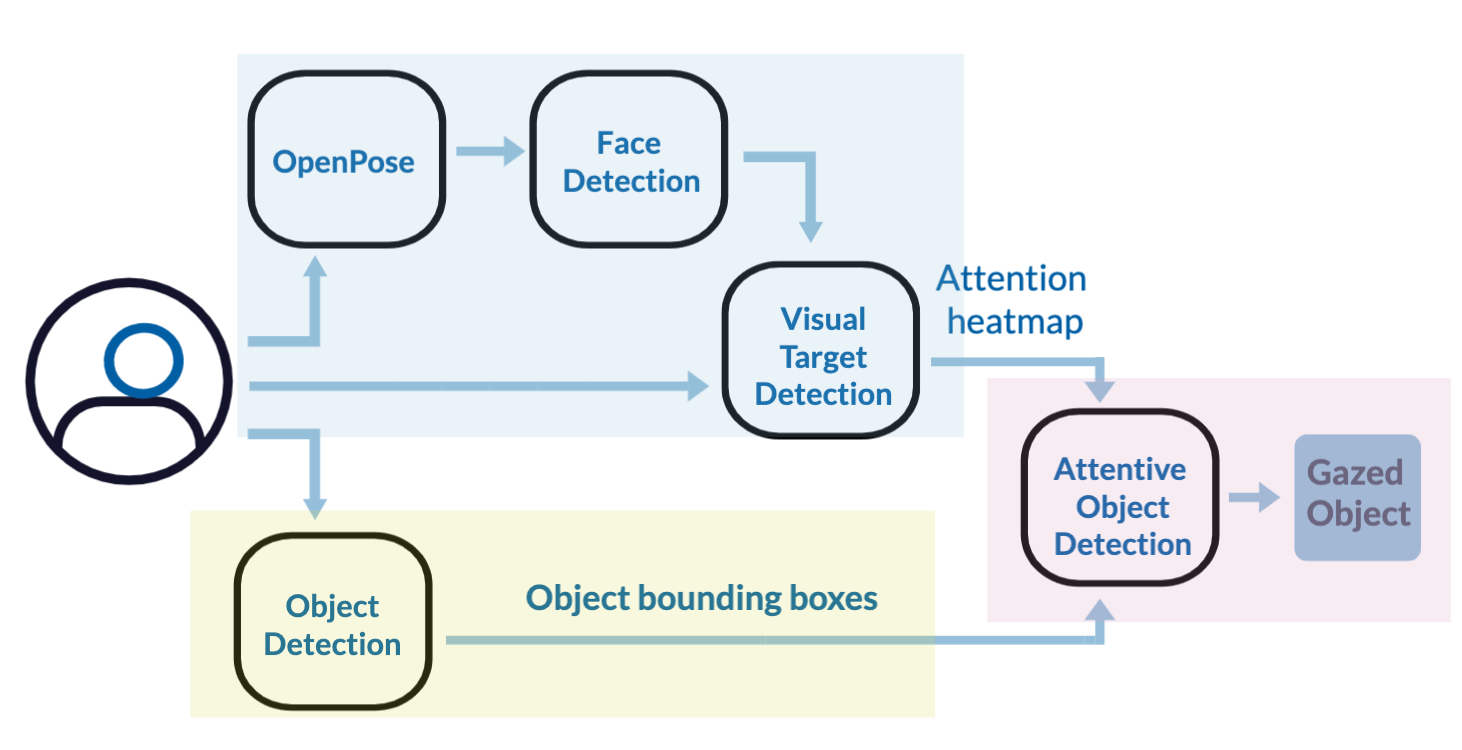 OpenPose
Face
Detection
Visual
Target
Detection
Attention
heatmap
Attentive
Object
Detection
Gazed
Object
Object
Detection
Object bounding boxes